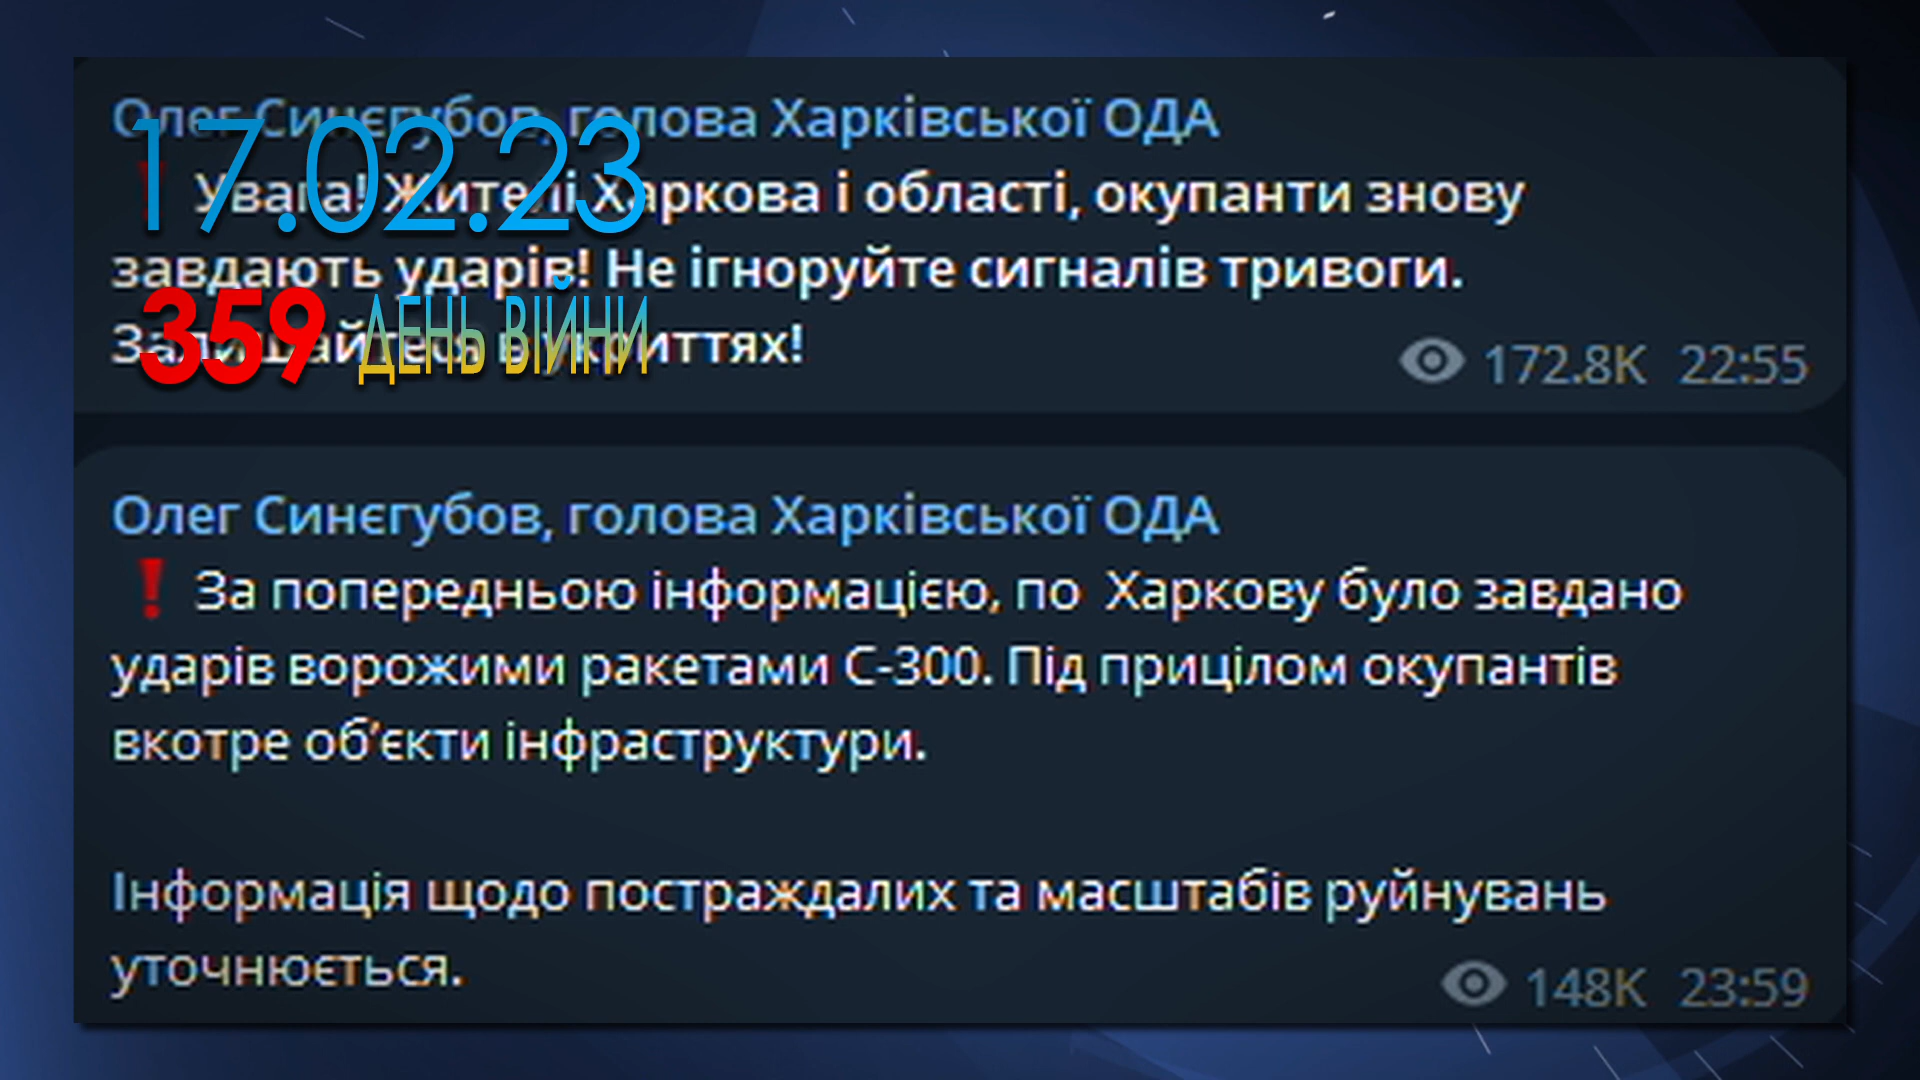 Олег Синєгубов, голова Харківської ОДА
17.02.23
Увага! Жителі Харкова і області, окупанти знову
завдають ударів! Не ігноруйте сигналів тривоги.
359 ДЕНЬ ВІЙНИ
Залишайтесь в укриттях!
172.8K 22:55
Олег Синєгубов, голова Харківської ОДА
❗ За попередньою інформацією, по Харкову було завдано
ударів ворожими ракетами С-300. Під прицілом окупантів
вкотре об’єкти інфраструктури.
Інформація щодо постраждалих та масштабів руйнувань
уточнюється.
148K 23:59